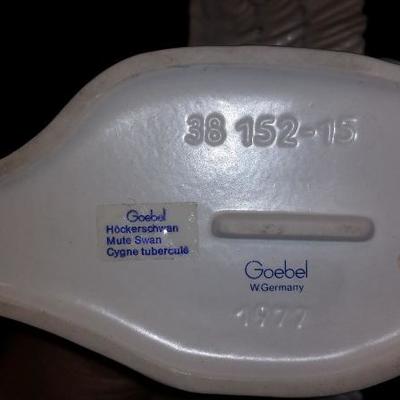 38 152-15
Goebel
Höckerschwan
Mute Swan
Cygne tuberculé
Goebel
W.Germany
1977